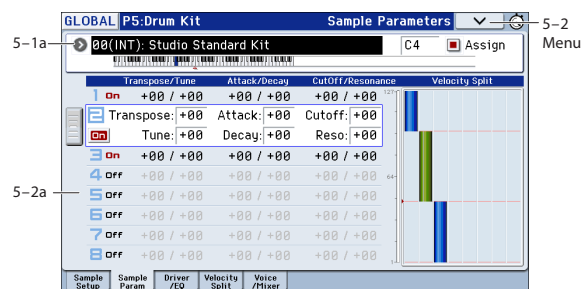 GLOBAL P5:Drum Kit Sample Parameters 5–2
5–1a 00(INT): Studio Standard Kit C4 Assign Menu
Transpose/Tune Attack/Decay CutOff/Resonance Velocity Split
1 On +00 / +00 +00 / +00 +00 / +00 127
2 Transpose: +00 Attack: +00 Cutoff: +00
On Tune: +00 Decay: +00 Reso: +00
3 On +00 / +00 +00 / +00 +00 / +00
4 Off +00 / +00 +00 / +00 +00 / +00 64
5–2a 5 Off +00 / +00 +00 / +00 +00 / +00
6 Off +00 / +00 +00 / +00 +00 / +00
7 Off +00 / +00 +00 / +00 +00 / +00
8 Off +00 / +00 +00 / +00 +00 / +00 1
Sample Sample Driver Velocity Voice
Setup Param /EQ Split /Mixer